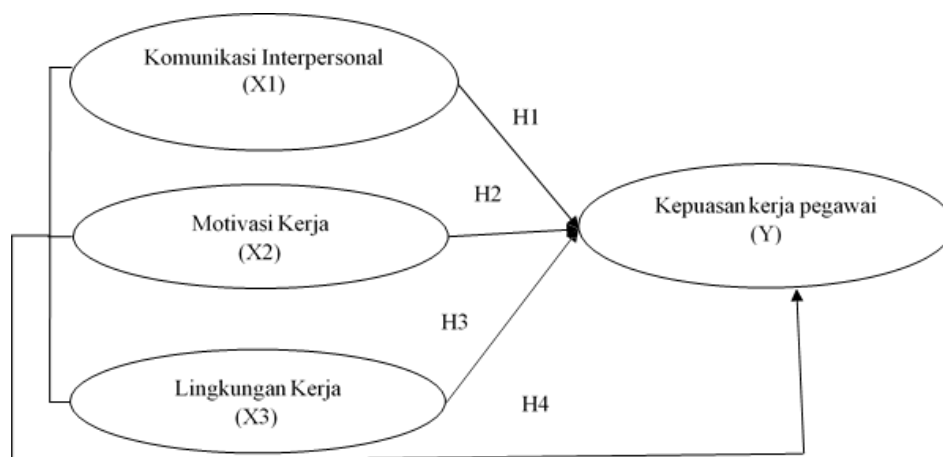 Komunikasi Interpersonal
(X1)
H1
H2
Motivasi Kerja
(X2)
Kepuasan kerja pegawai
(Y)
H3
Lingkungan Kerja
(X3)
H4